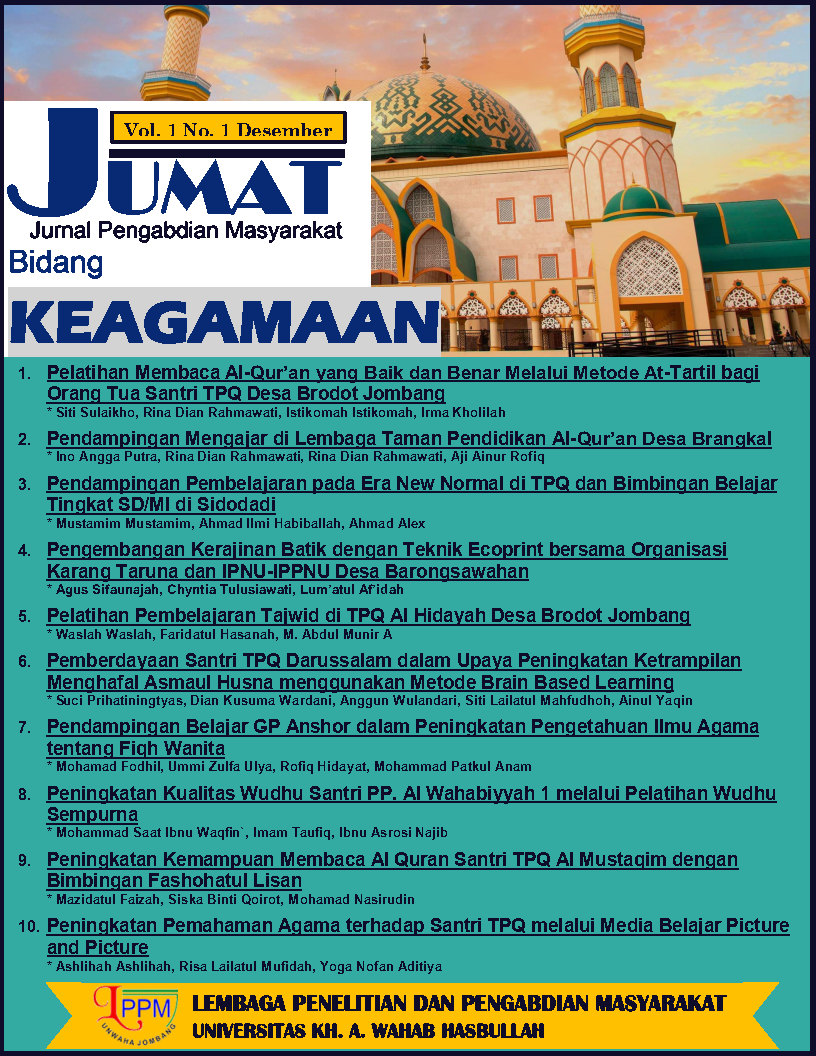 Vol. 1 No. 1 Desember
JUMAT
Jurnal Pengabdian Masyarakat
Bidang
KEAGAMAAN
1. Pelatihan Membaca Al-Qur’an yang Baik dan Benar Melalui Metode At-Tartil bagi
Orang Tua Santri TPQ Desa Brodot Jombang
* Siti Sulaikho, Rina Dian Rahmawati, Istikomah Istikomah, Irma Kholilah
2. Pendampingan Mengajar di Lembaga Taman Pendidikan Al-Qur’an Desa Brangkal
* Ino Angga Putra, Rina Dian Rahmawati, Rina Dian Rahmawati, Aji Ainur Rofiq
3. Pendampingan Pembelajaran pada Era New Normal di TPQ dan Bimbingan Belajar
Tingkat SD/MI di Sidodadi
* Mustamim Mustamim, Ahmad Ilmi Habiballah, Ahmad Alex
4. Pengembangan Kerajinan Batik dengan Teknik Ecoprint bersama Organisasi
Karang Taruna dan IPNU-IPPNU Desa Barongsawahan
* Agus Sifaunajah, Chyntia Tulusiawati, Lum’atul Af’idah
5. Pelatihan Pembelajaran Tajwid di TPQ Al Hidayah Desa Brodot Jombang
* Waslah Waslah, Faridatul Hasanah, M. Abdul Munir A
6. Pemberdayaan Santri TPQ Darussalam dalam Upaya Peningkatan Ketrampilan
Menghafal Asmaul Husna menggunakan Metode Brain Based Learning
* Suci Prihatiningtyas, Dian Kusuma Wardani, Anggun Wulandari, Siti Lailatul Mahfudhoh, Ainul Yaqin
7. Pendampingan Belajar GP Anshor dalam Peningkatan Pengetahuan Ilmu Agama
tentang Fiqh Wanita
* Mohamad Fodhil, Ummi Zulfa Ulya, Rofiq Hidayat, Mohammad Patkul Anam
8. Peningkatan Kualitas Wudhu Santri PP. Al Wahabiyyah 1 melalui Pelatihan Wudhu
Sempurna
* Mohammad Saat Ibnu Waqfin`, Imam Taufiq, Ibnu Asrosi Najib
9. Peningkatan Kemampuan Membaca Al Quran Santri TPQ Al Mustaqim dengan
Bimbingan Fashohatul Lisan
* Mazidatul Faizah, Siska Binti Qoirot, Mohamad Nasirudin
10. Peningkatan Pemahaman Agama terhadap Santri TPQ melalui Media Belajar Picture
and Picture
* Ashlihah Ashlihah, Risa Lailatul Mufidah, Yoga Nofan Aditiya
LPPM
UNWAHA JOMBANG
LEMBAGA PENELITIAN DAN PENGABDIAN MASYARAKAT
UNIVERSITAS KH. A. WAHAB HASBULLAH